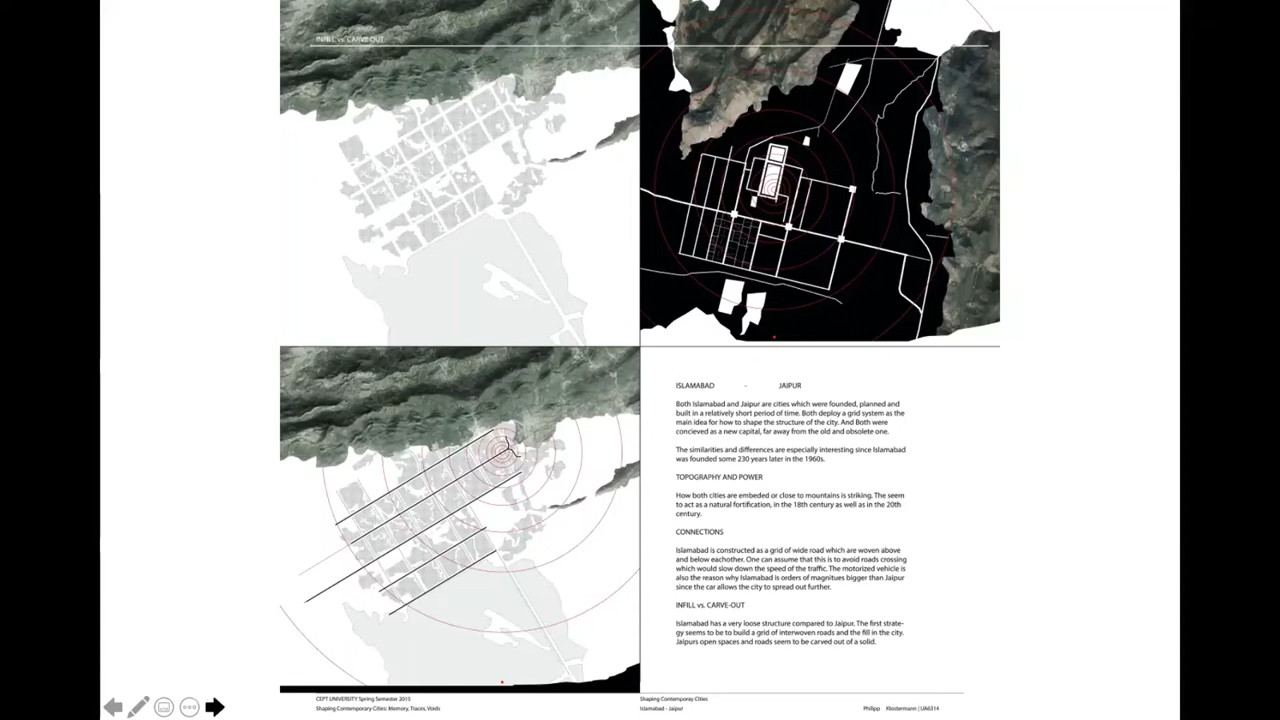 INFILL vs. CARVE OUT
ISLAMABAD - JAIPUR
Both Islamabad and Jaipur are cities which were founded, planned and
built in a relatively short period of time. Both deploy a grid system as the
main idea for how to shape the structure of the city. And Both were
concieved as a new capital, far away from the old and obsolete one.
The similarities and differences are especially interesting since Islamabad
was founded some 230 years later in the 1960s.
TOPOGRAPHY AND POWER
How both cities are embeded or close to mountains is striking. The seem
to act as a natural fortification, in the 18th century as well as in the 20th
century.
CONNECTIONS
Islamabad is constructed as a grid of wide road which are woven above
and below eachother. One can assume that this is to avoid roads crossing
which would slow down the speed of the traffic. The motorized vehicle is
also the reason why Islamabad is orders of magnitues bigger than Jaipur
since the car allows the city to spread out further.
INFILL vs. CARVE-OUT
Islamabad has a very loose structure compared to Jaipur. The first strate-
gy seems to be to build a grid of interwoven roads and the fill in the city.
Jaipurs open spaces and roads seem to be carved out of a solid.
CEPT UNIVERSITY Spring Semester 2015
Shaping Contemporary Cities: Memory, Traces, Voids
Shaping Contemporay Cities
Islamabad - Jaipur
Philipp Klostermann | UA6314